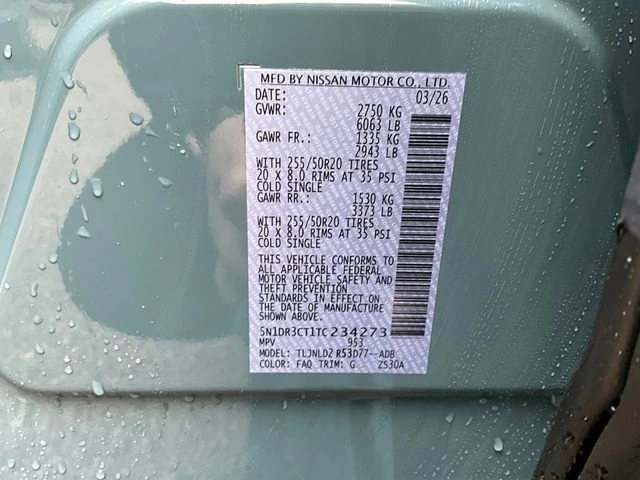 MFD BY NISSAN MOTOR CO., LTD.
DATE: 03/26
GVWR: 2750 KG
6063 LB
GAWR FR.: 1335 KG
2943 LB
WITH 255/50R20 TIRES
20 X 8.0 RIMS AT 35 PSI
COLD SINGLE
GAWR RR.: 1530 KG
3373 LB
WITH 255/50R20 TIRES
20 X 8.0 RIMS AT 35 PSI
COLD SINGLE
THIS VEHICLE CONFORMS TO
ALL APPLICABLE FEDERAL
MOTOR VEHICLE SAFETY AND
THEFT PREVENTION
STANDARDS IN EFFECT ON
THE DATE OF MANUFACTURE
SHOWN ABOVE.
5N1DR3CT1TC234273
MPV 953
MODEL: TLJNLD2 R53D77--ADB
COLOR: FAQ TRIM: G ZS30A